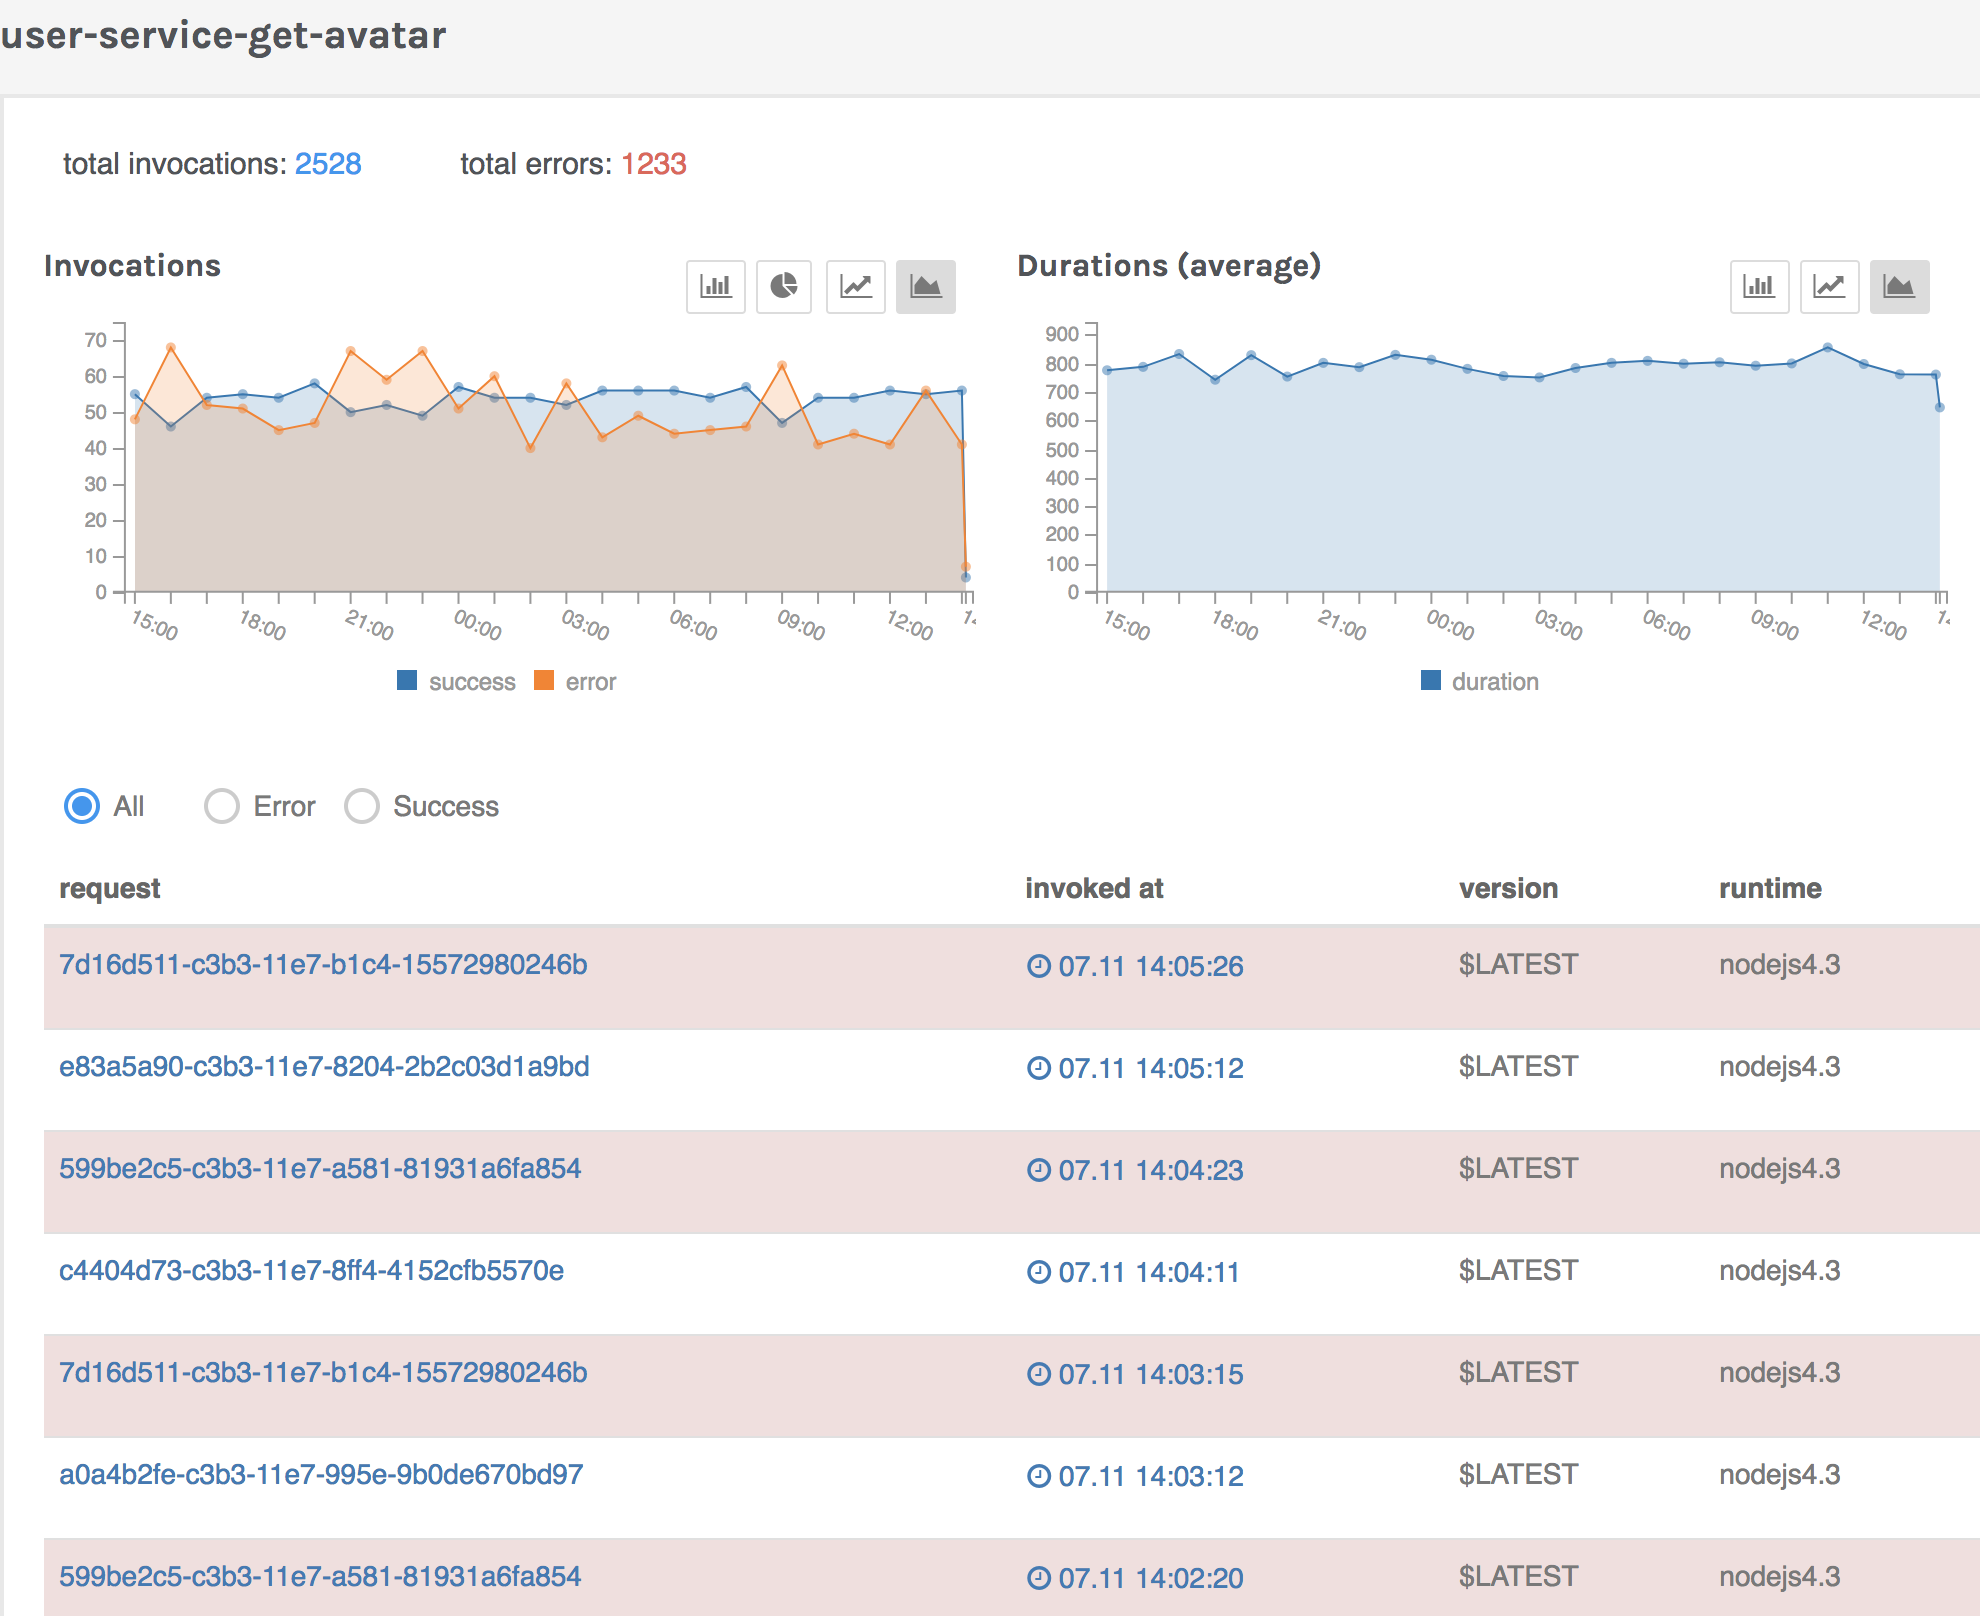 user-service-get-avatar
total invocations: 2528 total errors: 1233
Invocations
Durations (average)
70
60
50
40
30
20
10
0
15:00 18:00 21:00 00:00 03:00 06:00 09:00 12:00
success error
900
800
700
600
500
400
300
200
100
0
15:00 18:00 21:00 00:00 03:00 06:00 09:00 12:00
duration
All Error Success
request invoked at version runtime
7d16d511-c3b3-11e7-b1c4-15572980246b 07.11 14:05:26 $LATEST nodejs4.3
e83a5a90-c3b3-11e7-8204-2b2c03d1a9bd 07.11 14:05:12 $LATEST nodejs4.3
599be2c5-c3b3-11e7-a581-81931a6fa854 07.11 14:04:23 $LATEST nodejs4.3
c4404d73-c3b3-11e7-8ff4-4152cfb5570e 07.11 14:04:11 $LATEST nodejs4.3
7d16d511-c3b3-11e7-b1c4-15572980246b 07.11 14:03:15 $LATEST nodejs4.3
a0a4b2fe-c3b3-11e7-995e-9b0de670bd97 07.11 14:03:12 $LATEST nodejs4.3
599be2c5-c3b3-11e7-a581-81931a6fa854 07.11 14:02:20 $LATEST nodejs4.3